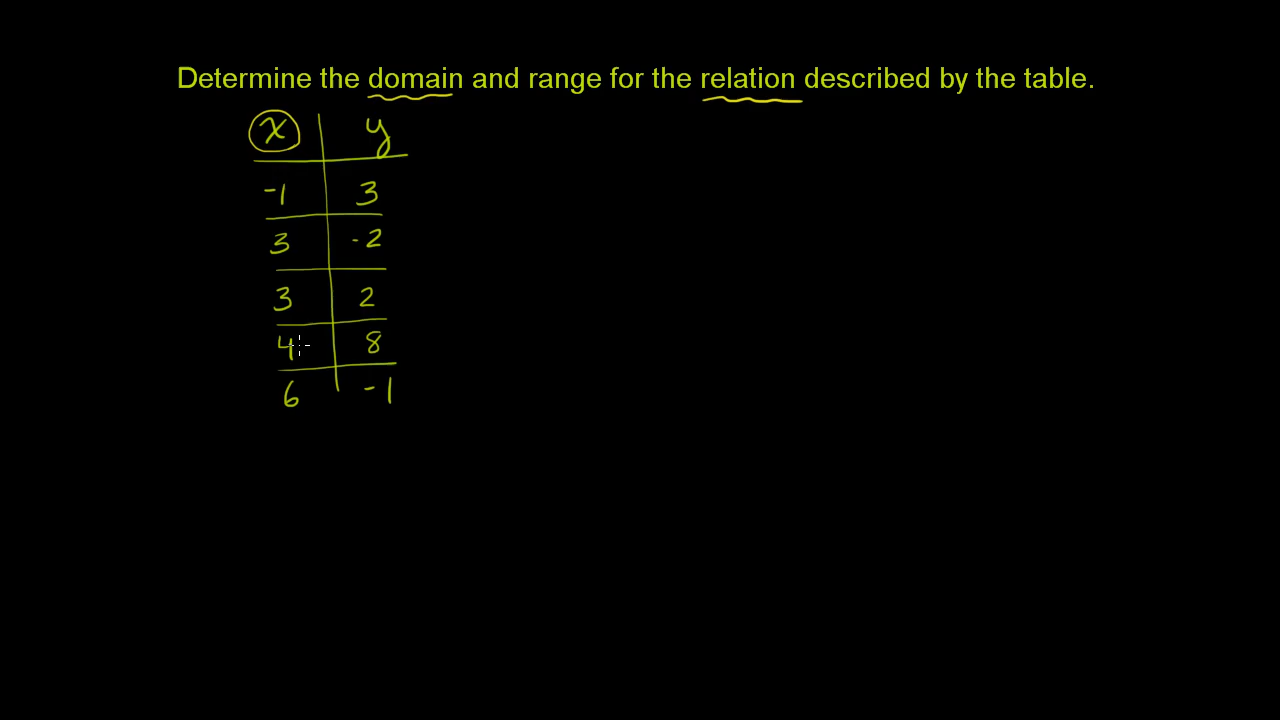 Determine the domain and range for the relation described by the table.
x y
-1 3
3 -2
3 2
4 8
6 -1